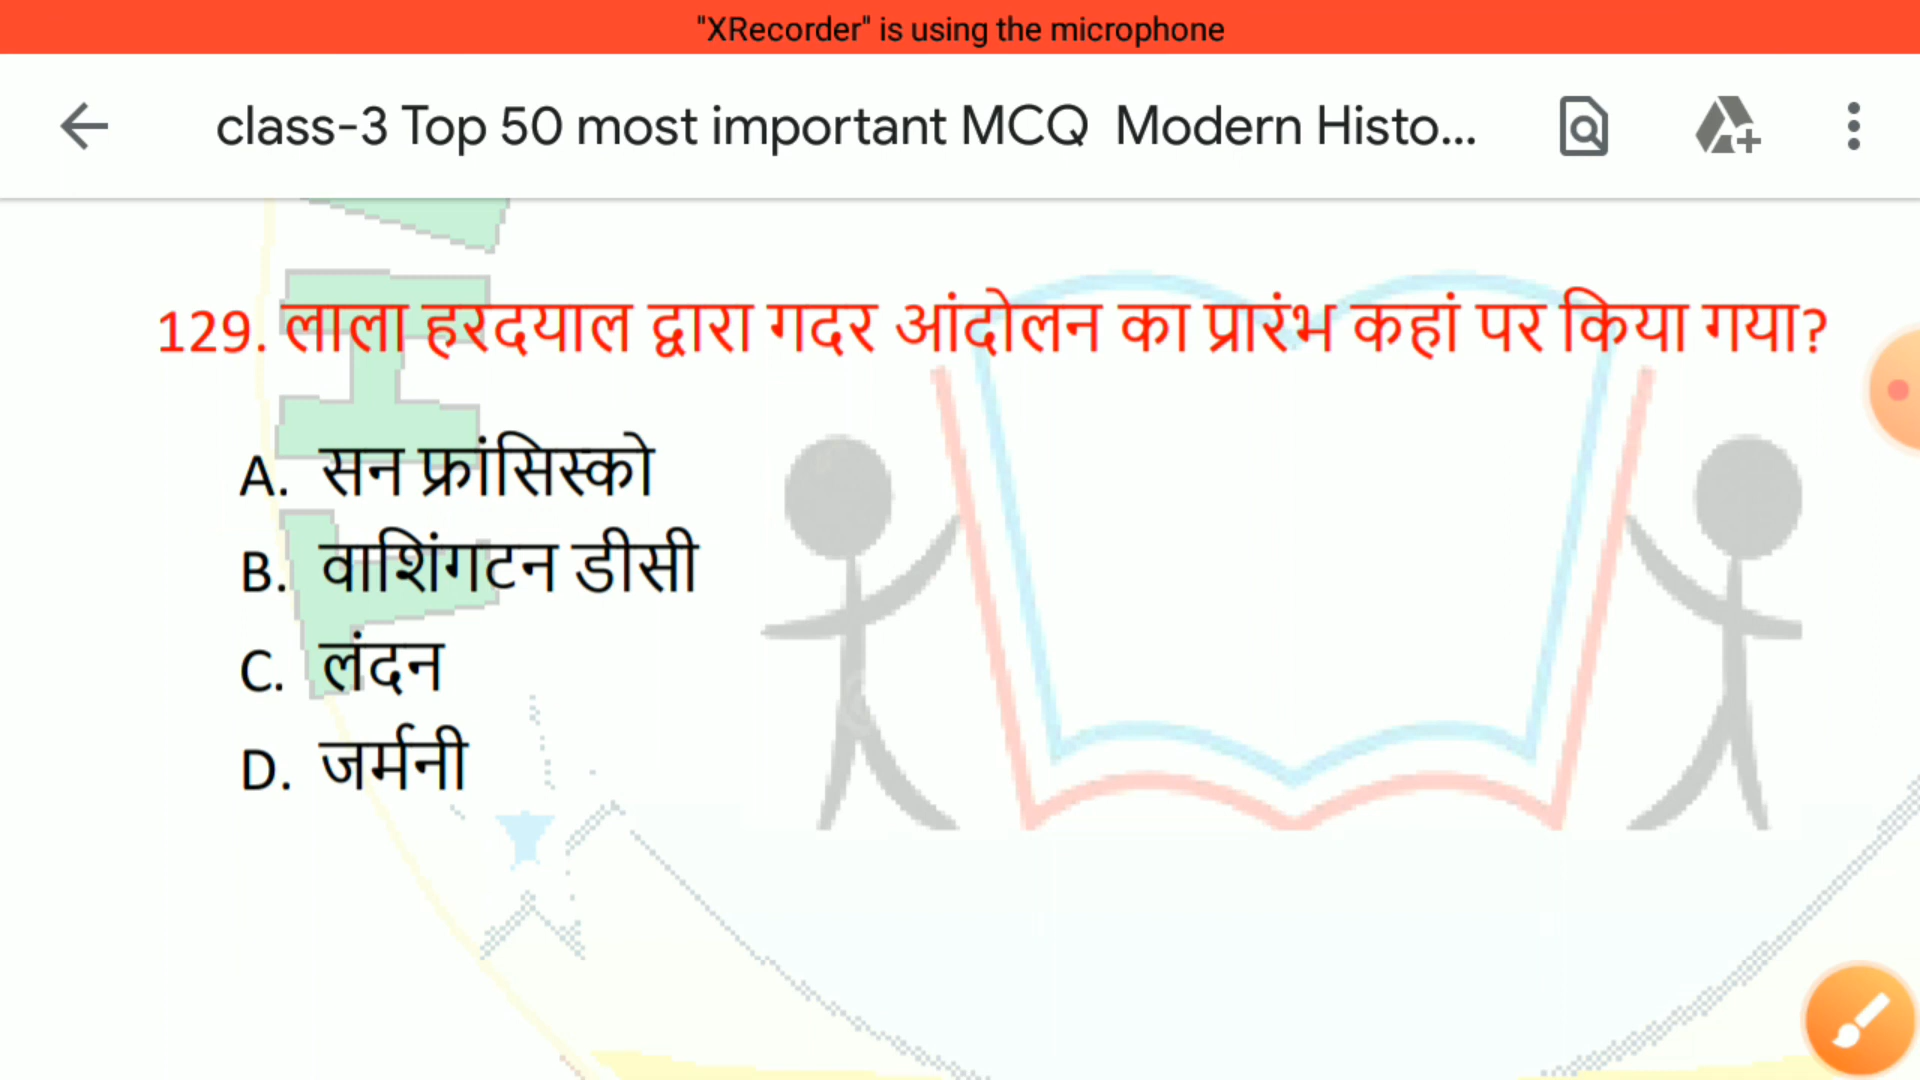 "XRecorder" is using the microphone
class-3 Top 50 most important MCQ Modern Histo...
129. लाला हरदयाल द्वारा गदर आंदोलन का प्रारंभ कहां पर किया गया?
A. सन फ्रांसिस्को
B. वाशिंगटन डीसी
C. लंदन
D. जर्मनी